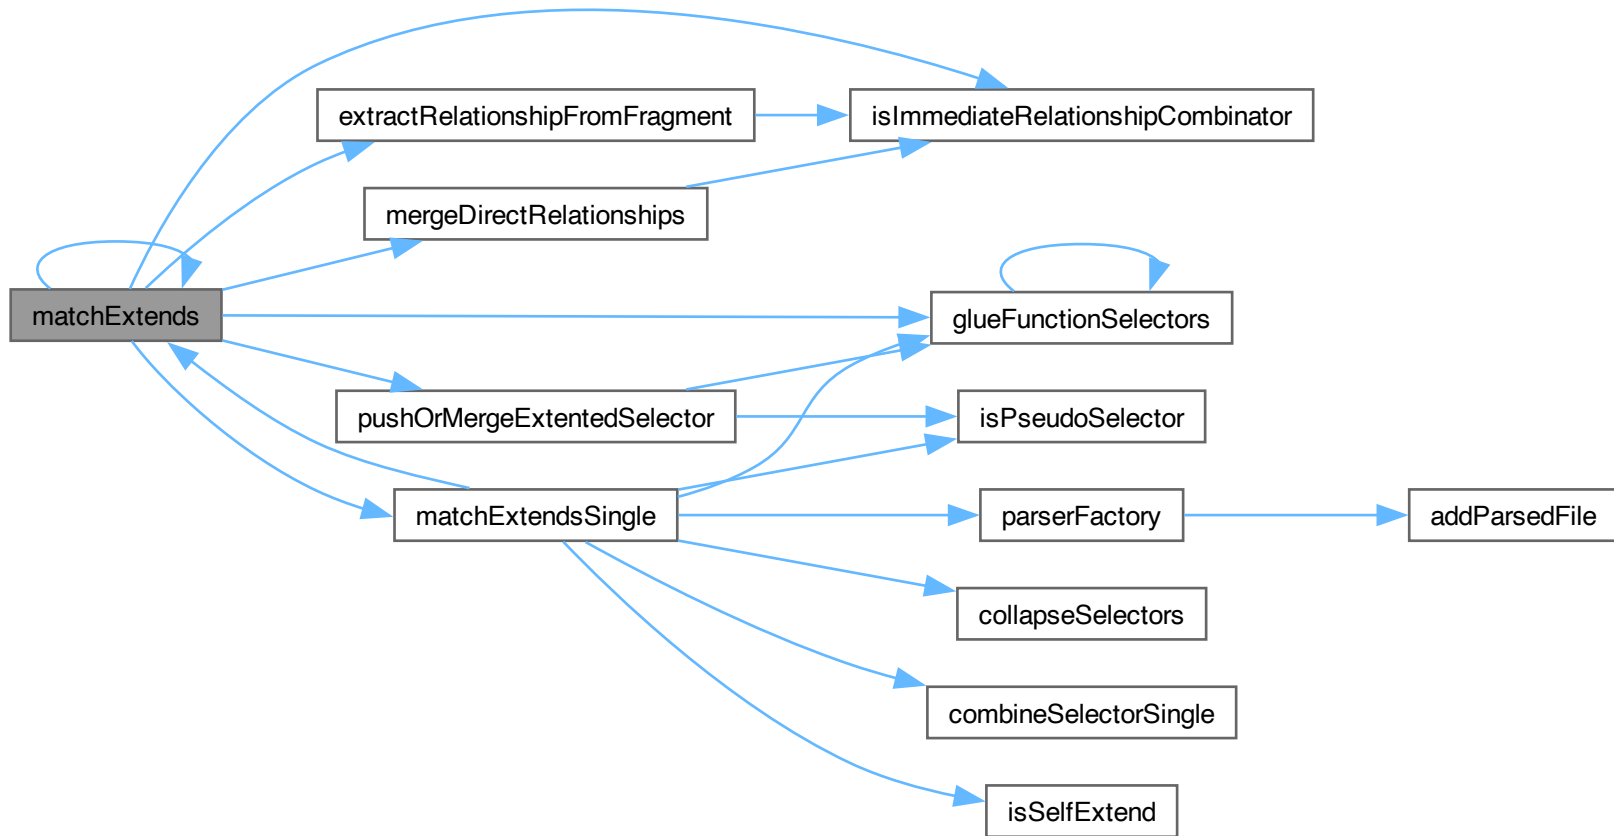 extractRelationshipFromFragment
isImmediateRelationshipCombinator
mergeDirectRelationships
matchExtends
glueFunctionSelectors
pushOrMergeExtentedSelector
isPseudoSelector
matchExtendsSingle
parserFactory
addParsedFile
collapseSelectors
combineSelectorSingle
isSelfExtend